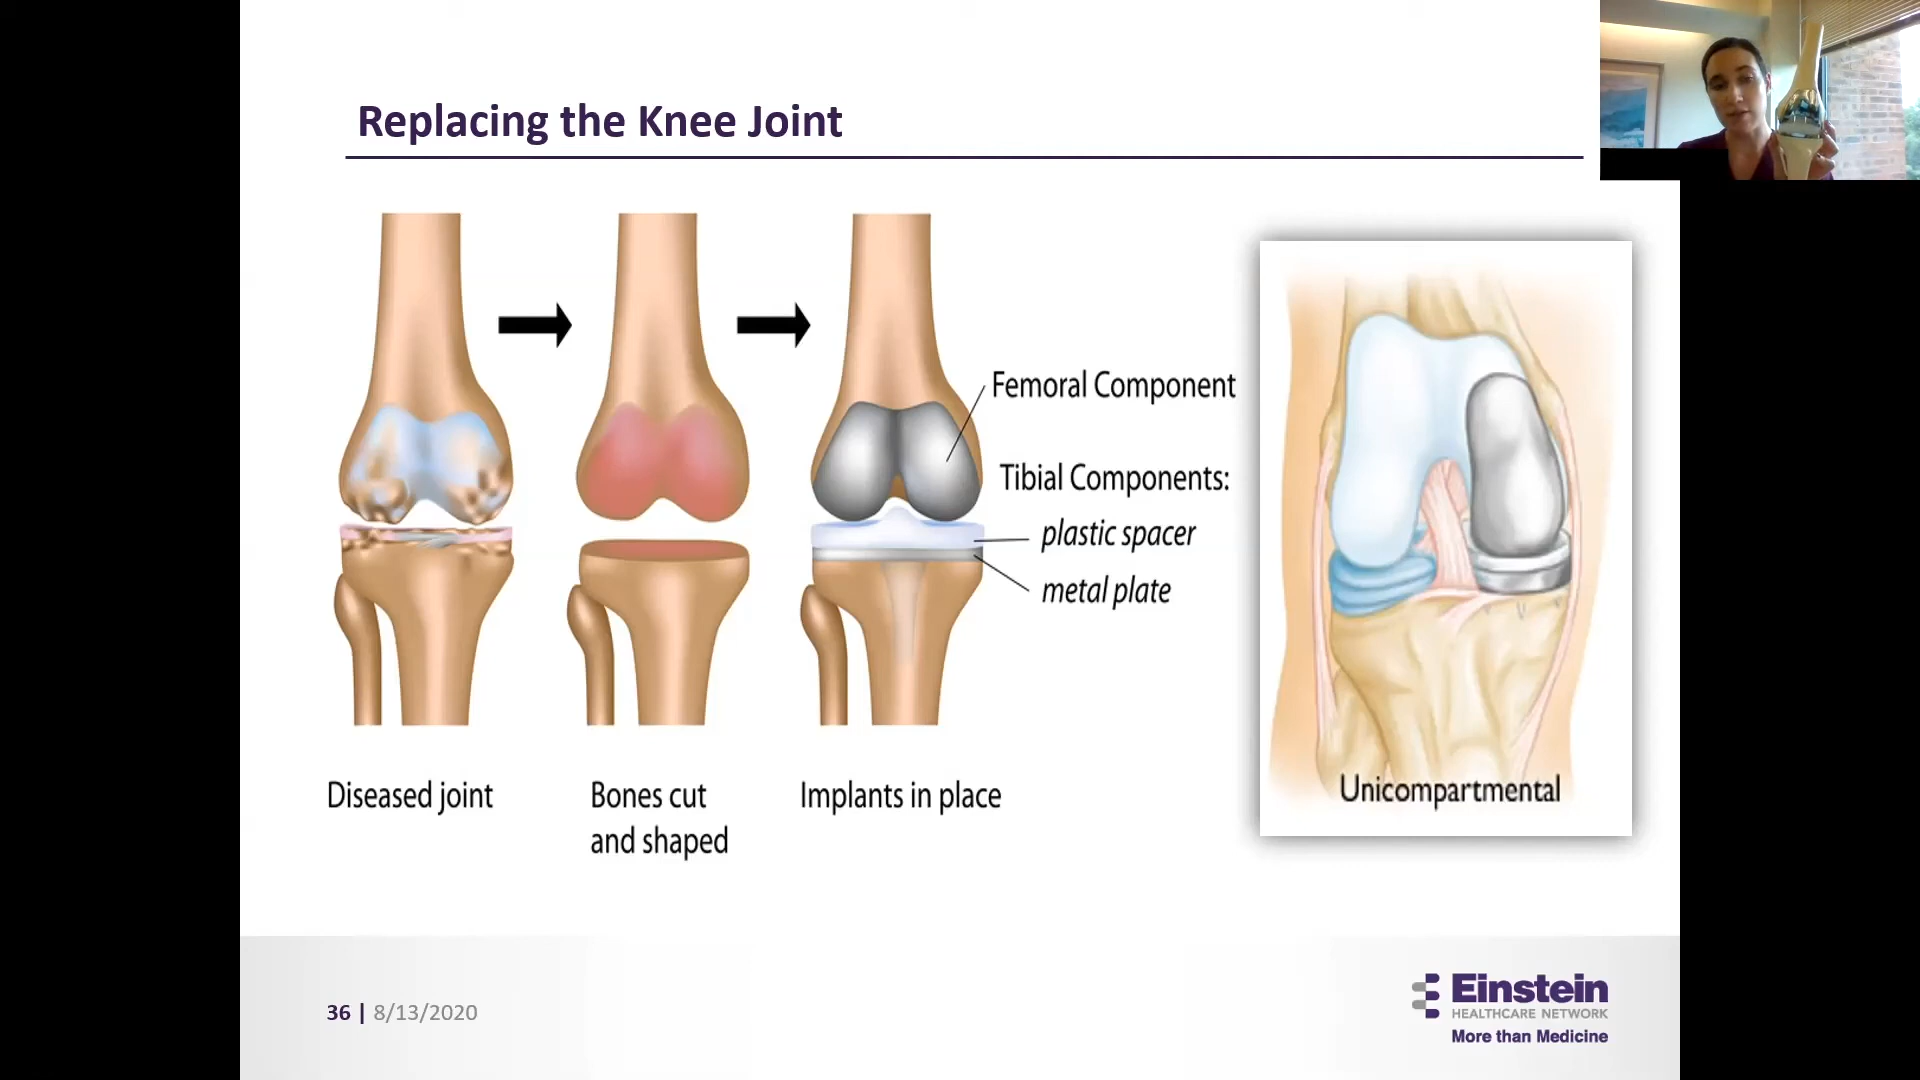 Replacing the Knee Joint
Femoral Component
Tibial Components:
plastic spacer
metal plate
Diseased joint
Bones cut
and shaped
Implants in place
Unicompartmental
36 | 8/13/2020
Einstein
HEALTHCARE NETWORK
More than Medicine